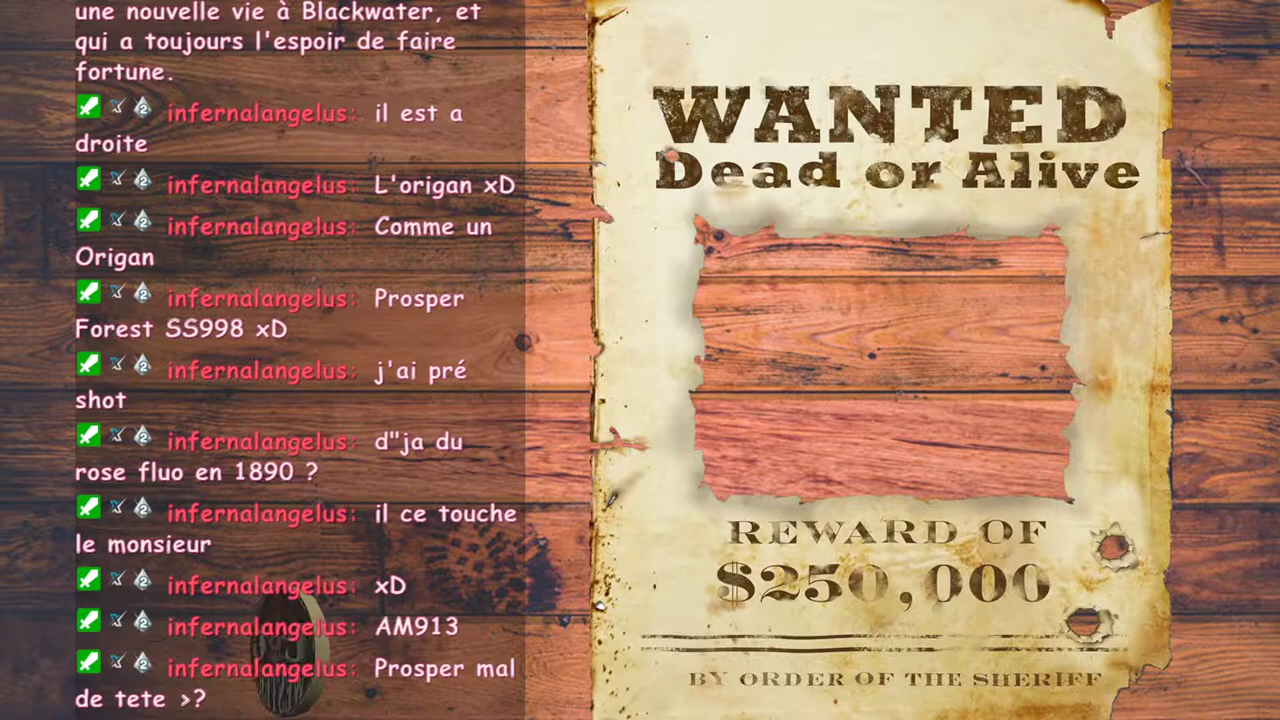 une nouvelle vie à Blackwater, et
qui a toujours l'espoir de faire
fortune.
infernalangelus: il est a
droite
infernalangelus: L'origan xD
infernalangelus: Comme un
Origan
infernalangelus: Prosper
Forest SS998 xD
infernalangelus: j'ai pré
shot
infernalangelus: d"ja du
rose fluo en 1890 ?
infernalangelus: il ce touche
le monsieur
infernalangelus: xD
infernalangelus: AM913
infernalangelus: Prosper mal
de tete >?
WANTED
Dead or Alive
REWARD OF
$250,000
BY ORDER OF THE SHERIFF